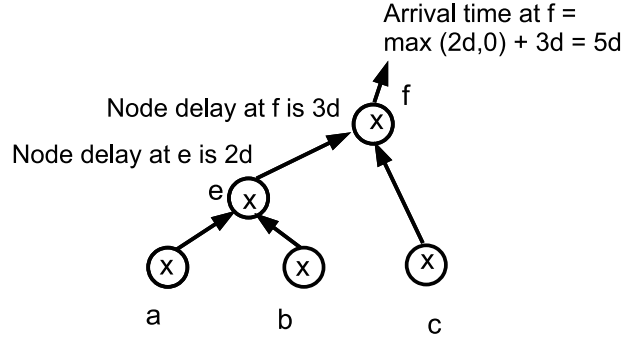 Arrival time at f =
max (2d,0) + 3d = 5d
f
Node delay at f is 3d
x
Node delay at e is 2d
e
x
x
x
x
a
b
c